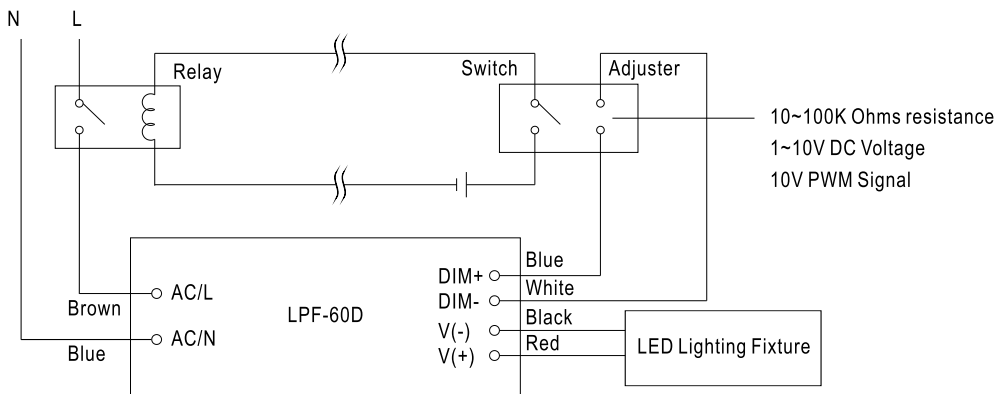 N
L
Relay
Switch
Adjuster
10~100K Ohms resistance
1~10V DC Voltage
10V PWM Signal
Blue
DIM+
White
DIM-
AC/L
Brown
LPF-60D
Black
V(-)
Red
V(+)
AC/N
Blue
LED Lighting Fixture